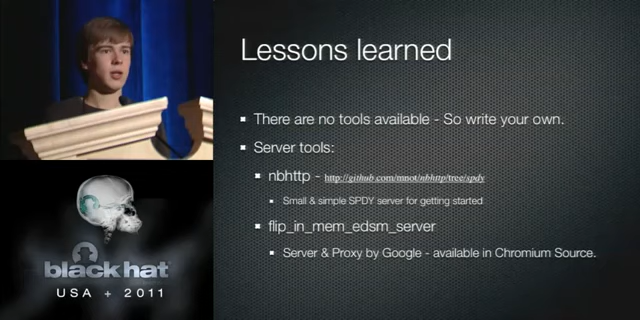 Lessons learned
There are no tools available - So write your own.
Server tools:
nbhttp - http://github.com/mnot/nbhttp/tree/spdy
Small & simple SPDY server for getting started
flip_in_mem_edsm_server
Server & Proxy by Google - available in Chromium Source.
black hat
USA + 2011